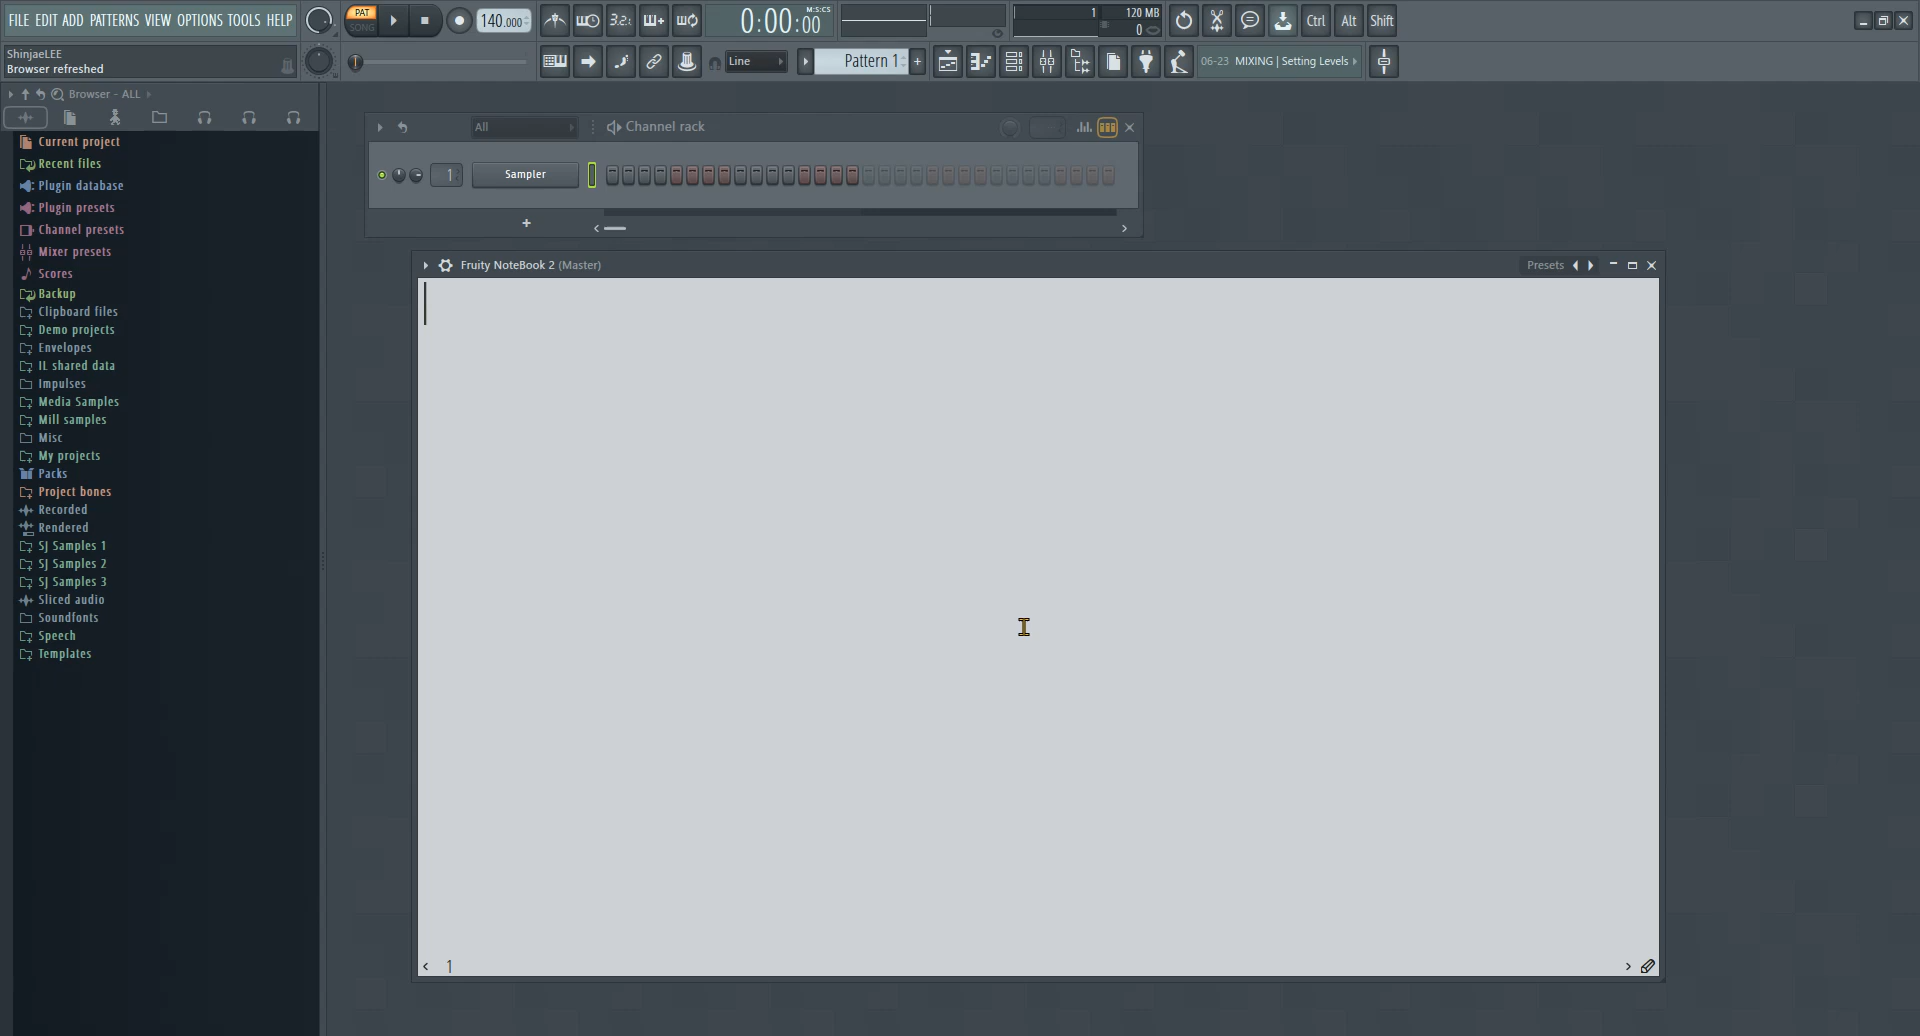 FILE EDIT ADD PATTERNS VIEW OPTIONS TOOLS HELP
PAT
SONG
140.000
3.2.
0:00:00
M:S:CS
1
120 MB
0
Ctrl
Alt
Shift
ShinjaeLEE
Browser refreshed
Line
Pattern 1
+
06-23 MIXING | Setting Levels
Browser - ALL
Current project
Recent files
Plugin database
Plugin presets
Channel presets
Mixer presets
Scores
Backup
Clipboard files
Demo projects
Envelopes
IL shared data
Impulses
Media Samples
Mill samples
Misc
My projects
Packs
Project bones
Recorded
Rendered
SJ Samples 1
SJ Samples 2
SJ Samples 3
Sliced audio
Soundfonts
Speech
Templates
All
Channel rack
1
Sampler
+
Fruity NoteBook 2 (Master)
Presets
1